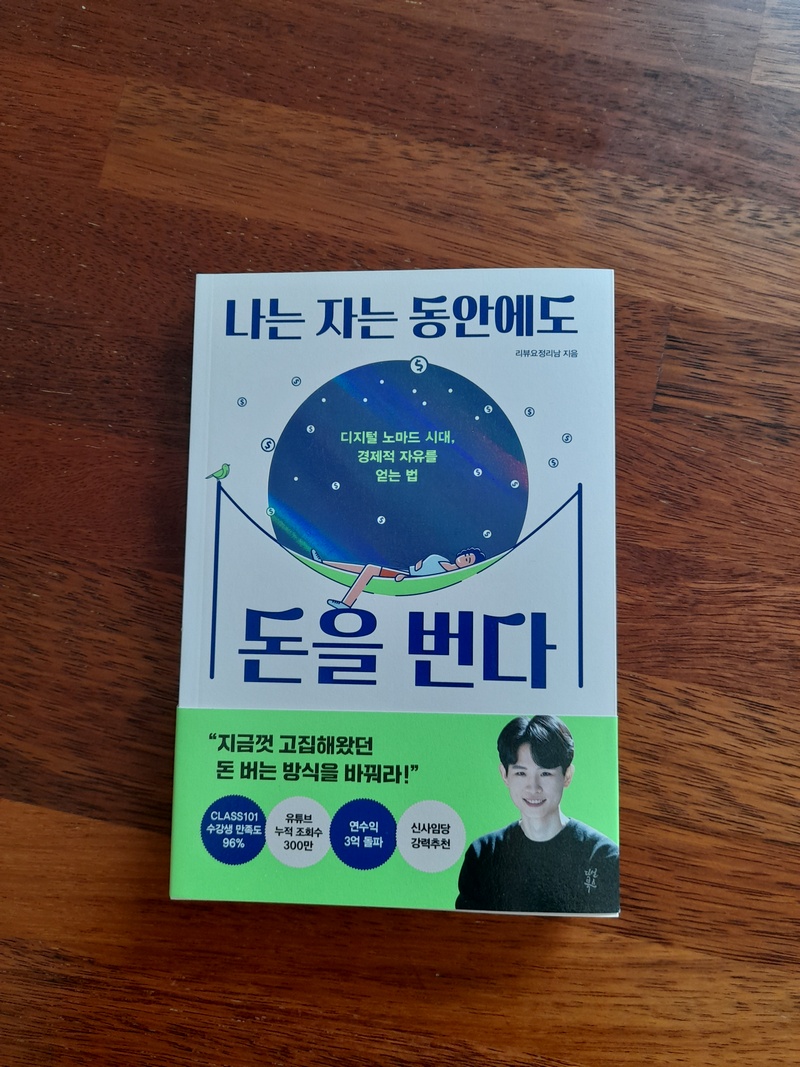 나는 자는 동안에도
리뷰요정리남 지음
디지털 노마드 시대,
경제적 자유를
얻는 법
돈을 번다
“지금껏 고집해왔던
돈 버는 방식을 바꿔라!”
CLASS101
수강생 만족도
96%
유튜브
누적 조회수
300만
연수익
3억 돌파
신사임당
강력추천